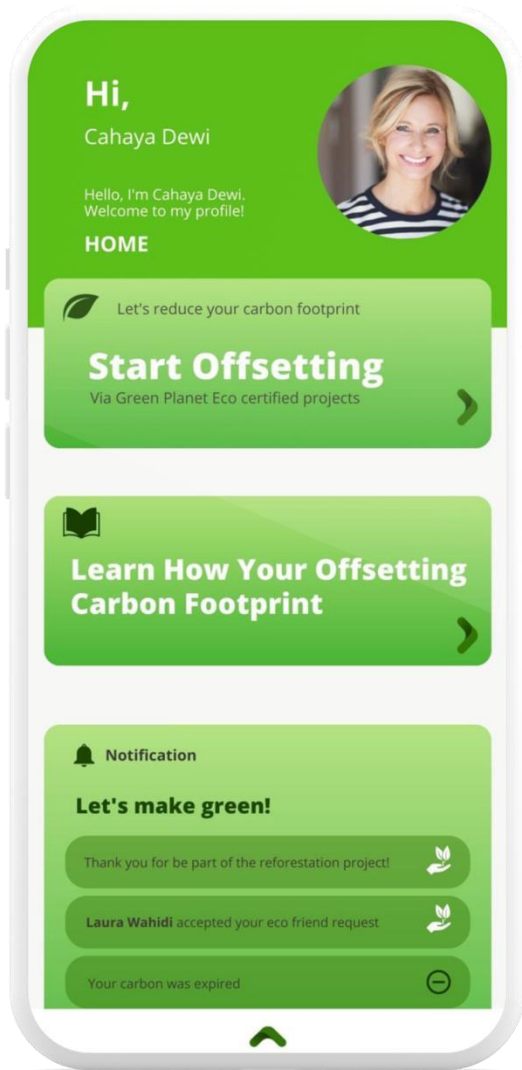 Hi,
Cahaya Dewi
Hello, I'm Cahaya Dewi.
Welcome to my profile!
HOME
Let's reduce your carbon footprint
Start Offsetting
Via Green Planet Eco certified projects
Learn How Your Offsetting
Carbon Footprint
Notification
Let's make green!
Thank you for be part of the reforestation project!
Laura Wahidi accepted your eco friend request
Your carbon was expired